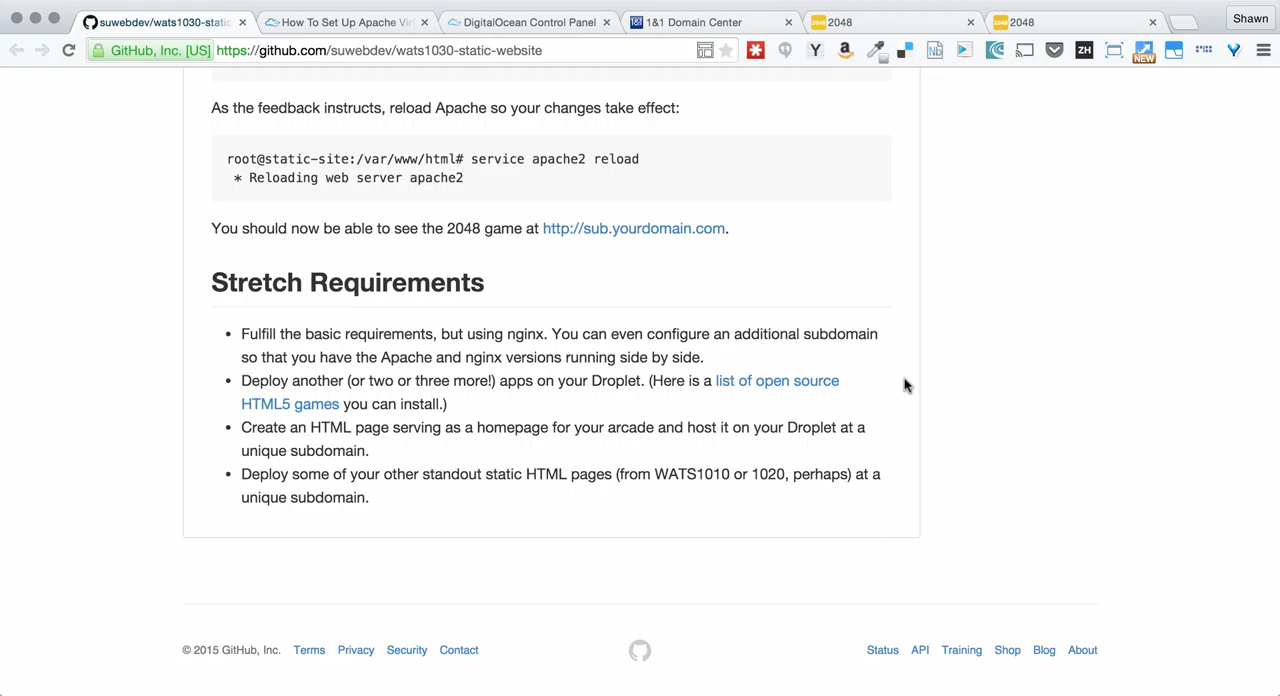 suwebdev/wats1030-static
How To Set Up Apache Virt
DigitalOcean Control Panel
1&1 Domain Center
2048
2048
Shawn
GitHub, Inc. [US] https://github.com/suwebdev/wats1030-static-website
Y
a
Nb
ZH
NEW
As the feedback instructs, reload Apache so your changes take effect:
root@static-site:/var/www/html# service apache2 reload
* Reloading web server apache2
You should now be able to see the 2048 game at http://sub.yourdomain.com.
Stretch Requirements
• Fulfill the basic requirements, but using nginx. You can even configure an additional subdomain
so that you have the Apache and nginx versions running side by side.
• Deploy another (or two or three more!) apps on your Droplet. (Here is a list of open source
HTML5 games you can install.)
• Create an HTML page serving as a homepage for your arcade and host it on your Droplet at a
unique subdomain.
• Deploy some of your other standout static HTML pages (from WATS1010 or 1020, perhaps) at a
unique subdomain.
© 2015 GitHub, Inc. Terms Privacy Security Contact
Status API Training Shop Blog About